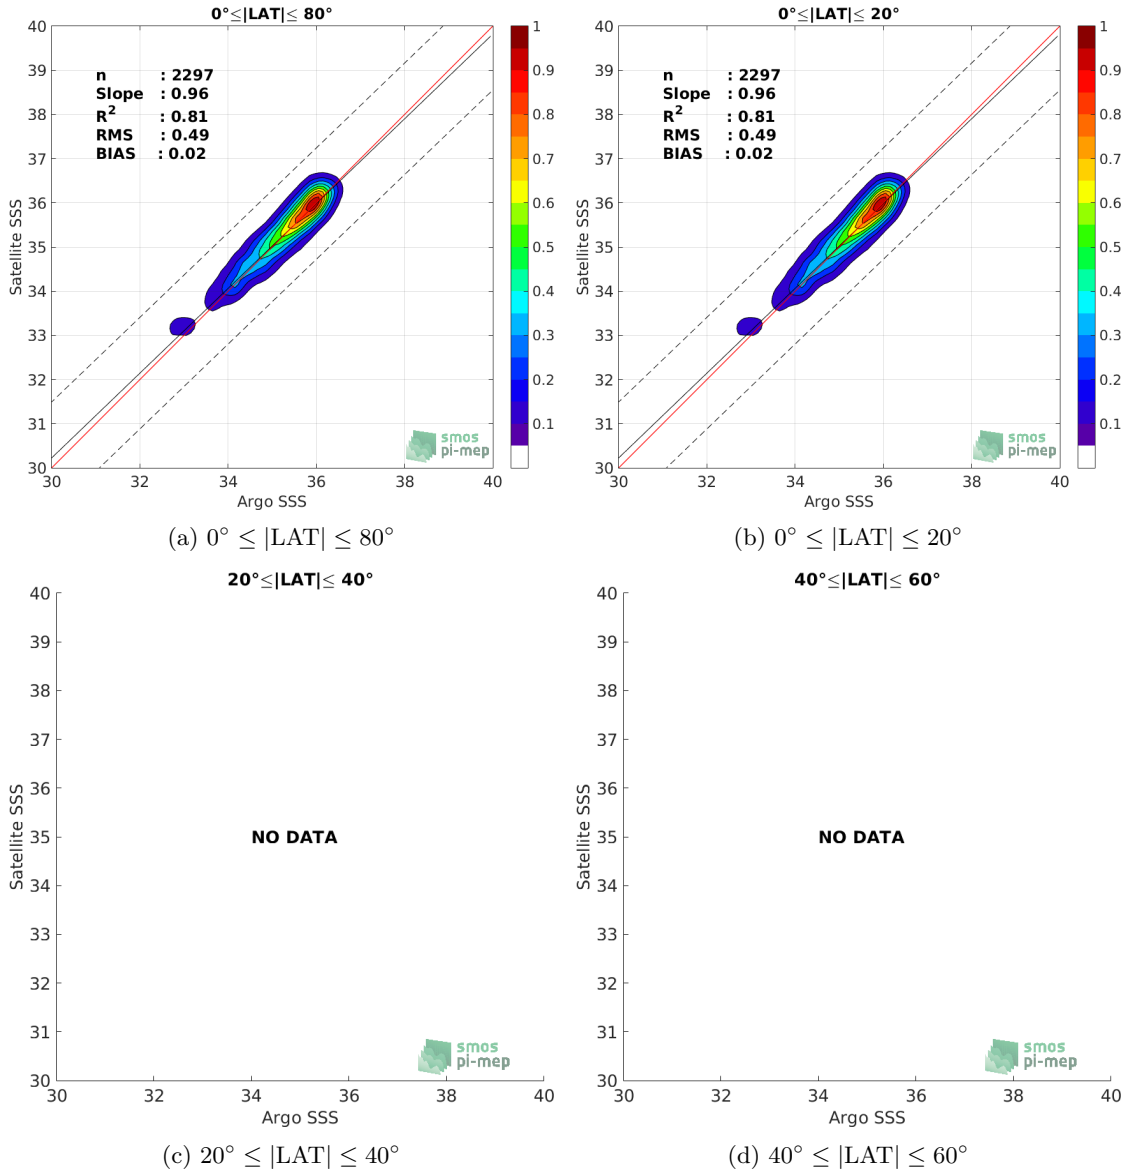 0°≤|LAT|≤ 80°
40
39
38
37
36
35
34
33
32
31
30
Satellite SSS
n : 2297
Slope : 0.96
R² : 0.81
RMS : 0.49
BIAS : 0.02
1
0.9
0.8
0.7
0.6
0.5
0.4
0.3
0.2
0.1
smos
pi-mep
30 32 34 36 38 40
Argo SSS
(a) 0° ≤ |LAT| ≤ 80°
0°≤|LAT|≤ 20°
40
39
38
37
36
35
34
33
32
31
30
Satellite SSS
n : 2297
Slope : 0.96
R² : 0.81
RMS : 0.49
BIAS : 0.02
1
0.9
0.8
0.7
0.6
0.5
0.4
0.3
0.2
0.1
smos
pi-mep
30 32 34 36 38 40
Argo SSS
(b) 0° ≤ |LAT| ≤ 20°
20°≤|LAT|≤ 40°
40
39
38
37
36
35
34
33
32
31
30
Satellite SSS
NO DATA
smos
pi-mep
30 32 34 36 38 40
Argo SSS
(c) 20° ≤ |LAT| ≤ 40°
40°≤|LAT|≤ 60°
40
39
38
37
36
35
34
33
32
31
30
Satellite SSS
NO DATA
smos
pi-mep
30 32 34 36 38 40
Argo SSS
(d) 40° ≤ |LAT| ≤ 60°